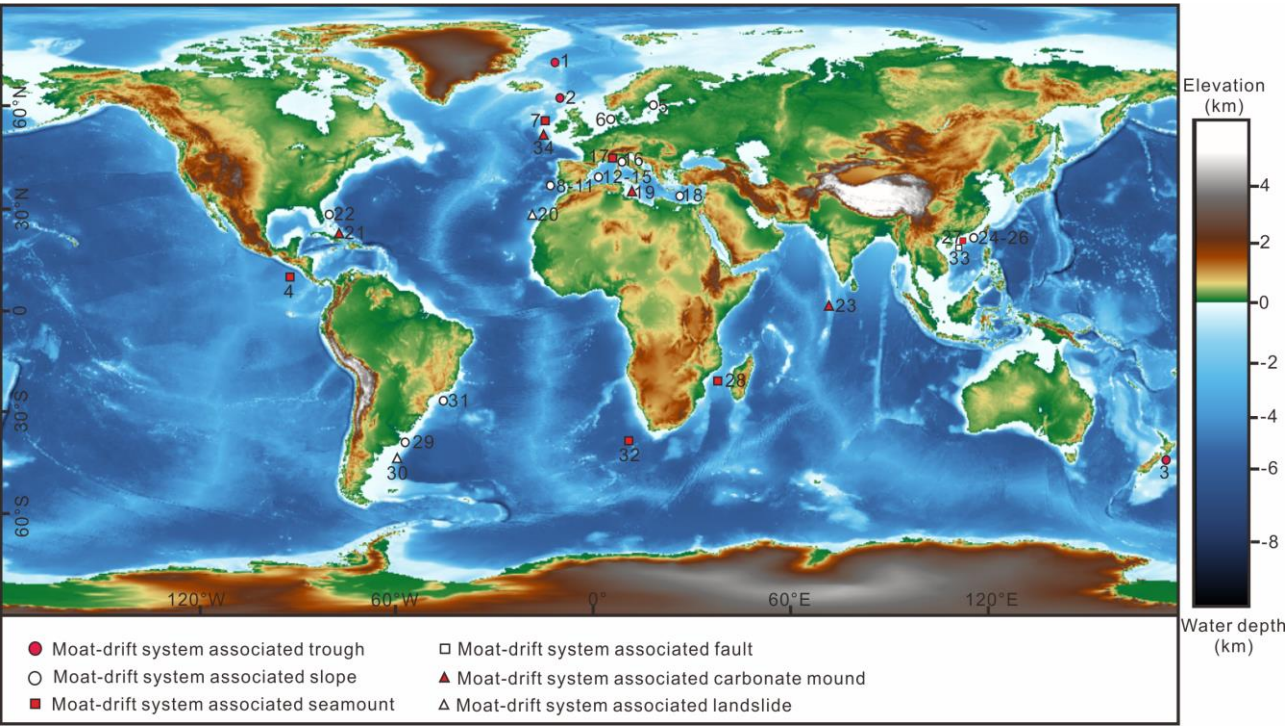 1
2
5
6
7
34
17
16
12-15
8-11
19
18
20
22
21
4
27
24-26
33
23
28
31
29
30
32
3
60°N
30°N
0
30°S
60°S
120°W
60°W
0°
60°E
120°E
Elevation
(km)
4
2
0
-2
-4
-6
-8
Water depth
(km)
Moat-drift system associated trough
Moat-drift system associated slope
Moat-drift system associated seamount
Moat-drift system associated fault
Moat-drift system associated carbonate mound
Moat-drift system associated landslide